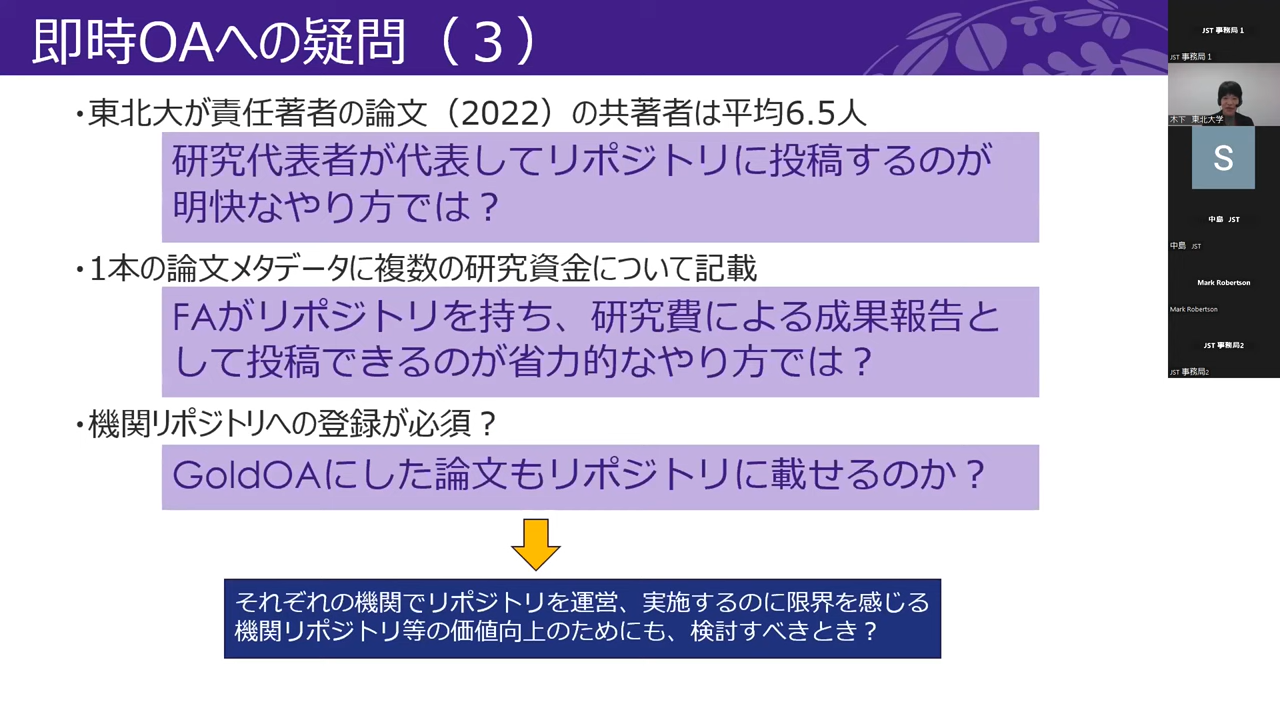 即時OAへの疑問（３）
・東北大が責任著者の論文（2022）の共著者は平均6.5人
研究代表者が代表してリポジトリに投稿するのが
明快なやり方では？
・1本の論文メタデータに複数の研究資金について記載
FAがリポジトリを持ち、研究費による成果報告と
して投稿できるのが省力的なやり方では？
・機関リポジトリへの登録が必須？
GoldOAにした論文もリポジトリに載せるのか？
それぞれの機関でリポジトリを運営、実施するのに限界を感じる
機関リポジトリ等の価値向上のためにも、検討すべきとき？
JST 事務局 1
JST 事務局 1
木下 東北大学
S
中島 JST
中島 JST
Mark Robertson
Mark Robertson
JST 事務局2
JST 事務局2